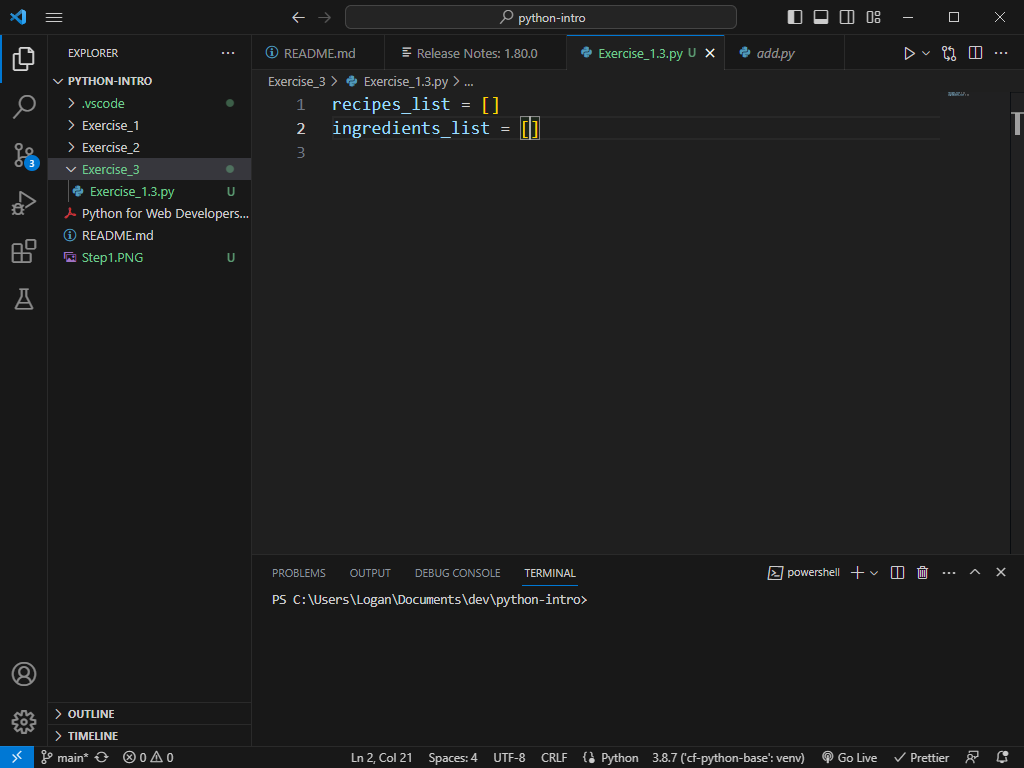 python-intro
EXPLORER
PYTHON-INTRO
.vscode
Exercise_1
Exercise_2
Exercise_3
Exercise_1.3.py U
Python for Web Developers...
README.md
Step1.PNG U
OUTLINE
TIMELINE
3
README.md
Release Notes: 1.80.0
Exercise_1.3.py U
add.py
Exercise_3 > Exercise_1.3.py > ...
1 recipes_list = []
2 ingredients_list = []
3
PROBLEMS OUTPUT DEBUG CONSOLE TERMINAL
powershell
PS C:\Users\Logan\Documents\dev\python-intro>
main* 0 0 Ln 2, Col 21 Spaces: 4 UTF-8 CRLF Python 3.8.7 ('cf-python-base': venv) Go Live Prettier